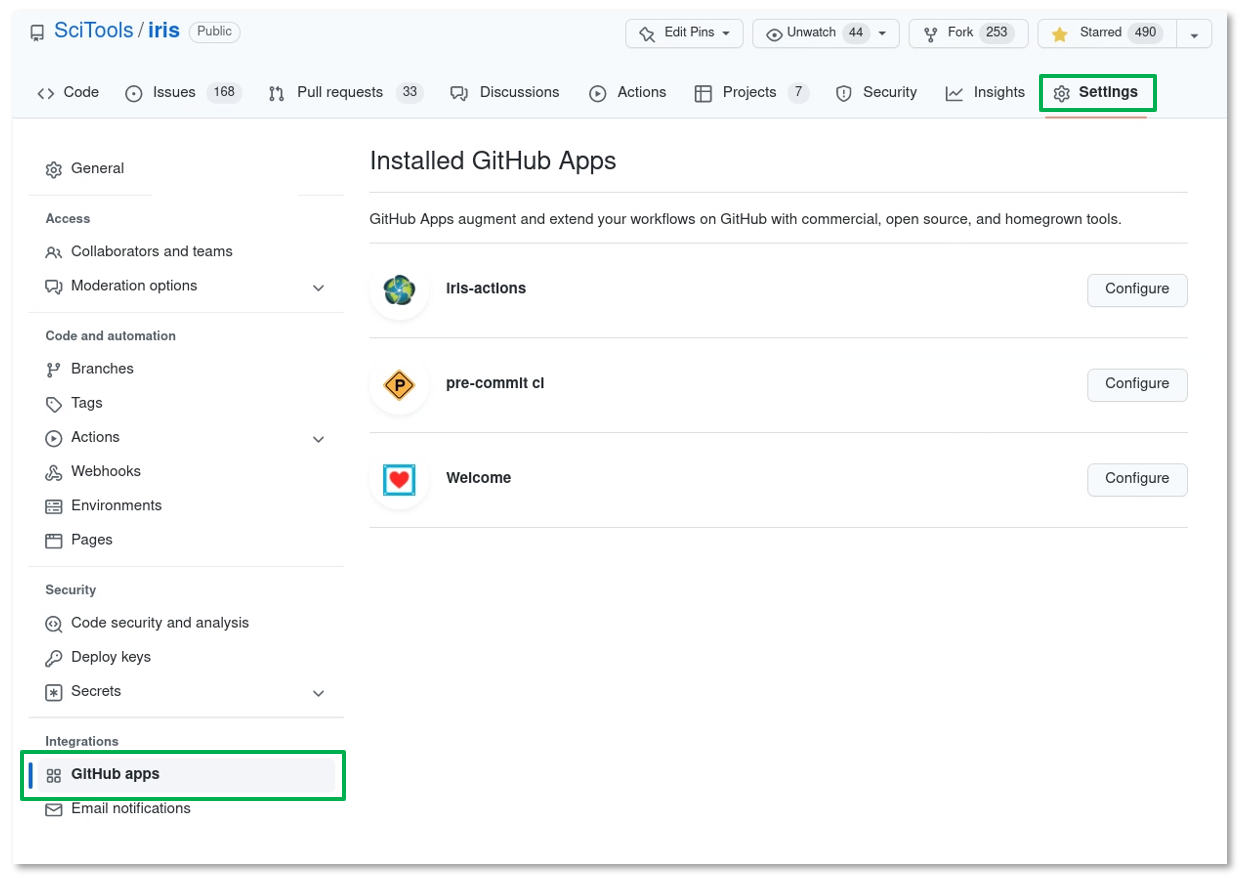 SciTools / iris Public
Edit Pins Unwatch 44 Fork 253 Starred 490
Code Issues 168 Pull requests 33 Discussions Actions Projects 7 Security Insights Settings
General
Access
Collaborators and teams
Moderation options
Code and automation
Branches
Tags
Actions
Webhooks
Environments
Pages
Security
Code security and analysis
Deploy keys
Secrets
Integrations
GitHub apps
Email notifications
Installed GitHub Apps
GitHub Apps augment and extend your workflows on GitHub with commercial, open source, and homegrown tools.
iris-actions Configure
P
pre-commit ci Configure
Welcome Configure